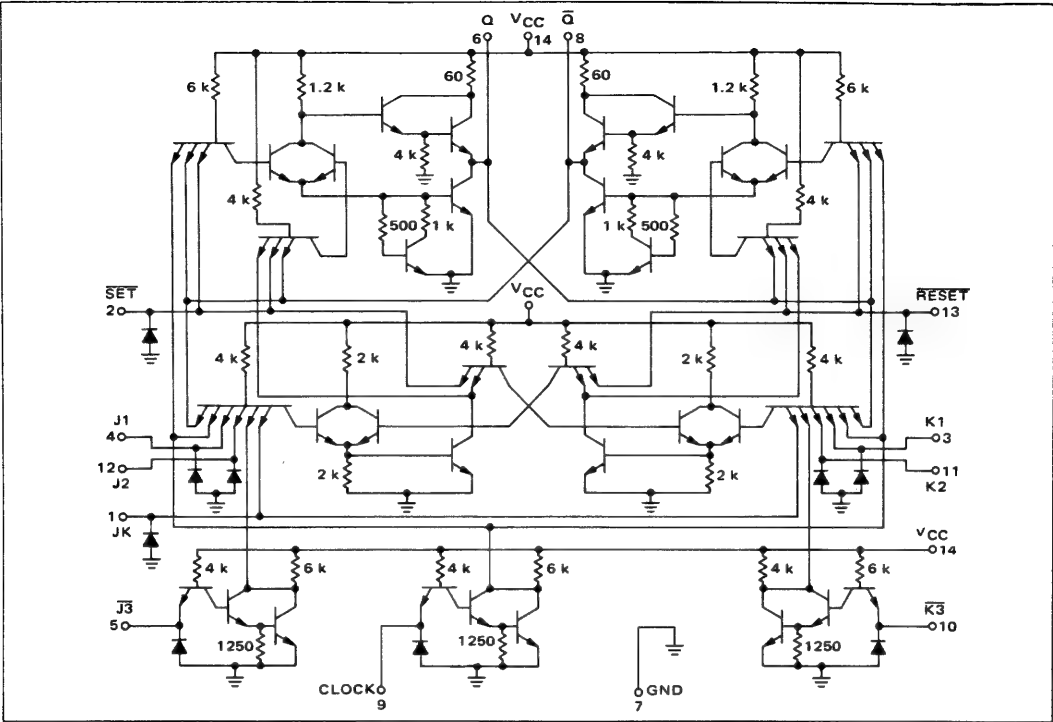 Q VCC Q̅
6 14 8
60 60
6 k 1.2 k 1.2 k 6 k
4 k 4 k
4 k 4 k
500 1 k 1 k 500
SET VCC RESET
2 13
4 k 2 k 4 k 4 k 2 k 4 k
J1 K1
4 3
12 11
J2 2 k 2 k K2
1
JK VCC
14
4 k 6 k 4 k 6 k 4 k 6 k
J3 K3
5 10
1250 1250 1250
CLOCK GND
9 7